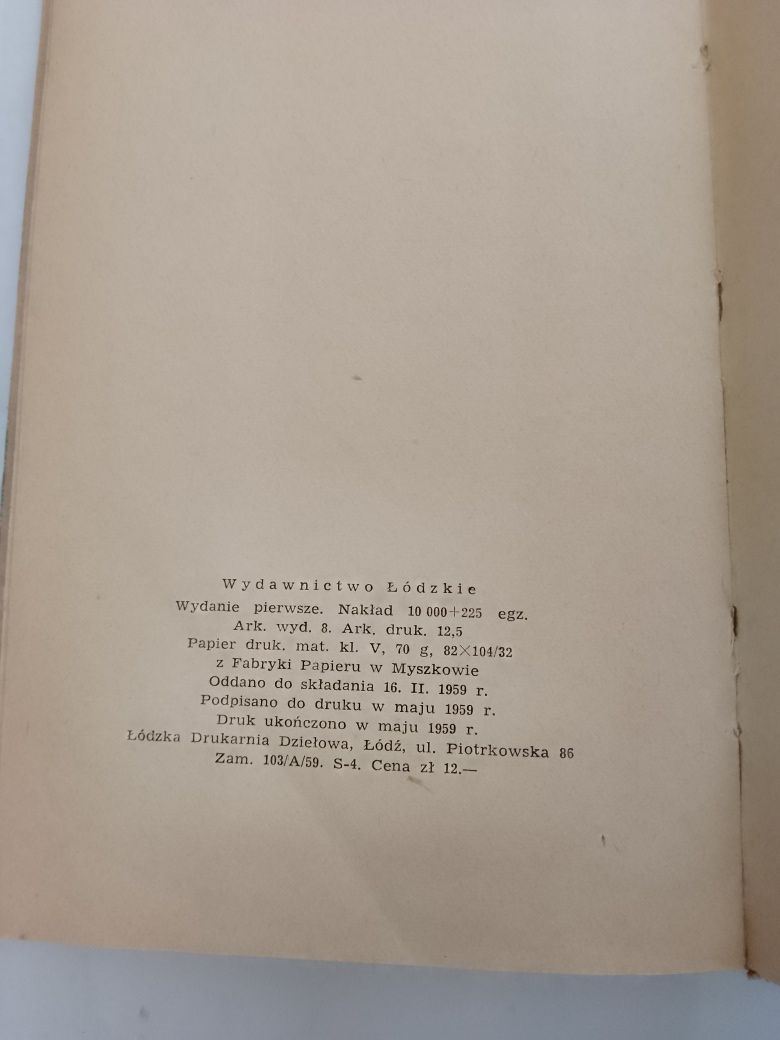 Wydawnictwo Łódzkie
Wydanie pierwsze. Nakład 10 000+225 egz.
Ark. wyd. 8. Ark. druk. 12,5
Papier druk. mat. kl. V, 70 g, 82×104/32
z Fabryki Papieru w Myszkowie
Oddano do składania 16. II. 1959 r.
Podpisano do druku w maju 1959 r.
Druk ukończono w maju 1959 r.
Łódzka Drukarnia Dziełowa, Łódź, ul. Piotrkowska 86
Zam. 103/A/59. S-4. Cena zł 12.—